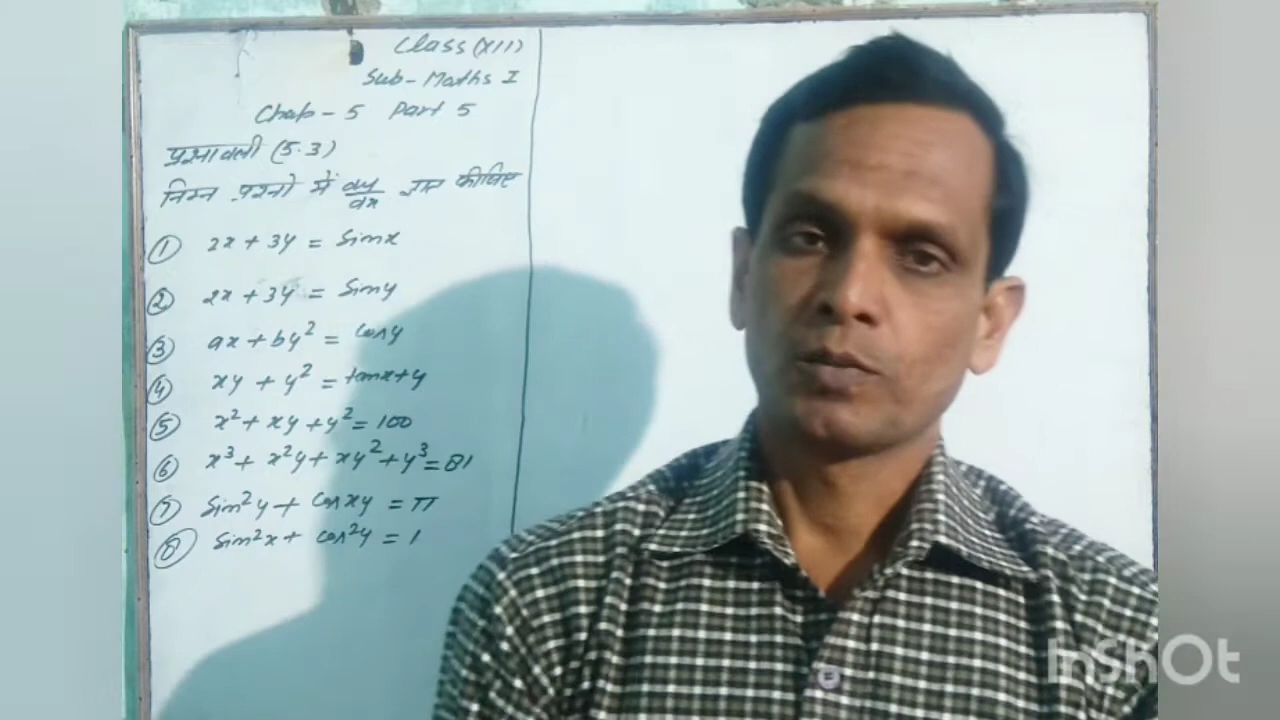 Class (XII)
Sub - Maths I
Chap - 5 Part 5
प्रश्नावली (5.3)
निम्न प्रश्नो में dy/dx ज्ञात कीजिए
① 2x + 3y = Sinx
② 2x + 3y = Siny
③ ax + by² = cosy
④ xy + y² = tanx + y
⑤ x² + xy + y² = 100
⑥ x³ + x²y + xy² + y³ = 81
⑦ Sin²y + cosxy = π
⑧ Sin²x + cos²y = 1
InShOt